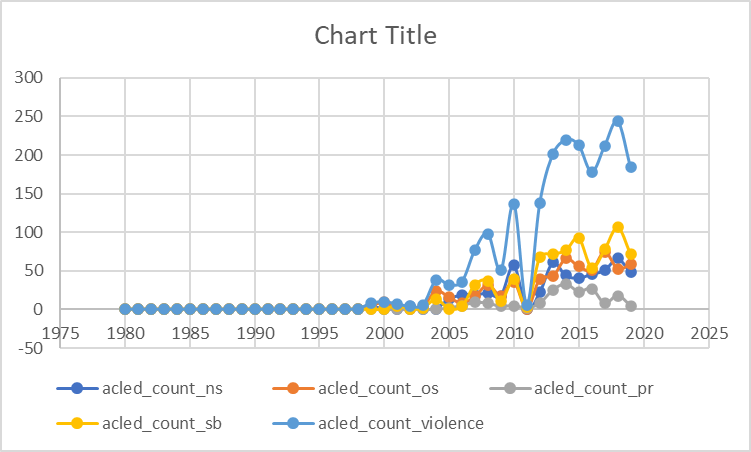 Chart Title
300
250
200
150
100
50
0
-50
1975 1980 1985 1990 1995 2000 2005 2010 2015 2020 2025
acled_count_ns acled_count_os acled_count_pr
acled_count_sb acled_count_violence